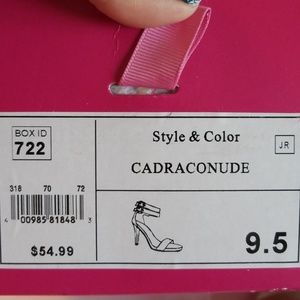 BOX ID
722
Style & Color
JR
CADRACONUDE
318 70 72
4 00985 81848 3
$54.99
9.5